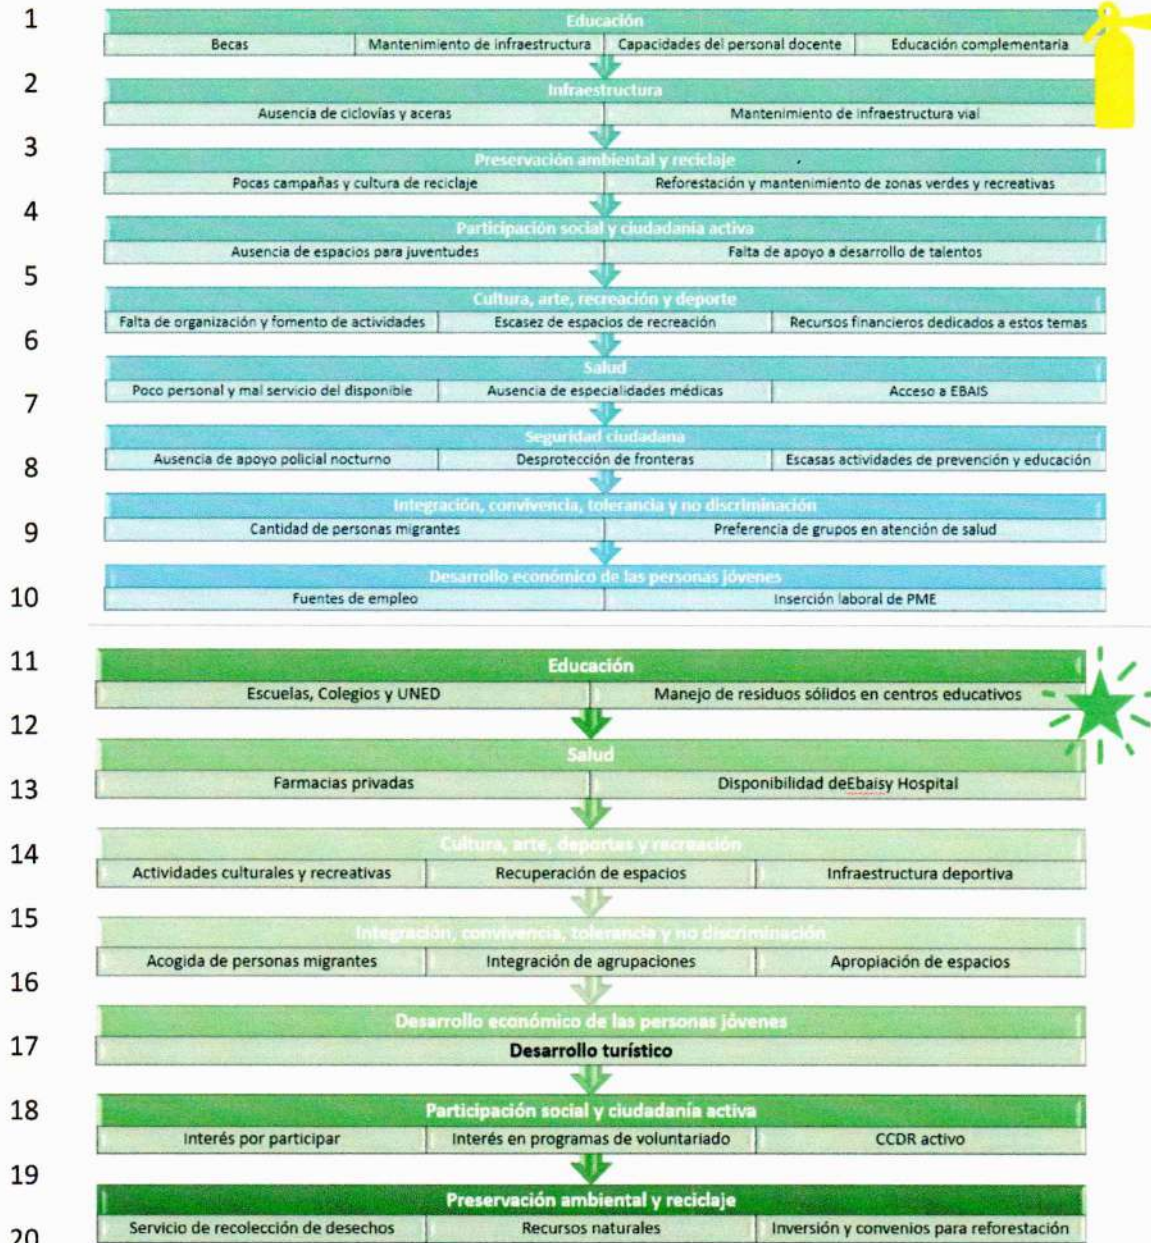 1
Educación
Becas Mantenimiento de infraestructura Capacidades del personal docente Educación complementaria
2
Infraestructura
Ausencia de ciclovías y aceras Mantenimiento de infraestructura vial
3
Preservación ambiental y reciclaje
Pocas campañas y cultura de reciclaje Reforestación y mantenimiento de zonas verdes y recreativas
4
Participación social y ciudadanía activa
Ausencia de espacios para juventudes Falta de apoyo a desarrollo de talentos
5
Cultura, arte, recreación y deporte
Falta de organización y fomento de actividades Escasez de espacios de recreación Recursos financieros dedicados a estos temas
6
Salud
Poco personal y mal servicio del disponible Ausencia de especialidades médicas Acceso a EBAIS
7
Seguridad ciudadana
Ausencia de apoyo policial nocturno Desprotección de fronteras Escasas actividades de prevención y educación
8
Integración, convivencia, tolerancia y no discriminación
Cantidad de personas migrantes Preferencia de grupos en atención de salud
9
Desarrollo económico de las personas jóvenes
Fuentes de empleo Inserción laboral de PME
10
11
Educación
Escuelas, Colegios y UNED Manejo de residuos sólidos en centros educativos
12
Salud
Farmacias privadas Disponibilidad deEbaisy Hospital
13
Cultura, arte, deportes y recreación
14
Actividades culturales y recreativas Recuperación de espacios Infraestructura deportiva
15
Integración, convivencia, tolerancia y no discriminación
Acogida de personas migrantes Integración de agrupaciones Apropiación de espacios
16
Desarrollo económico de las personas jóvenes
17
Desarrollo turístico
18
Participación social y ciudadanía activa
Interés por participar Interés en programas de voluntariado CCDR activo
19
Preservación ambiental y reciclaje
Servicio de recolección de desechos Recursos naturales Inversión y convenios para reforestación
20